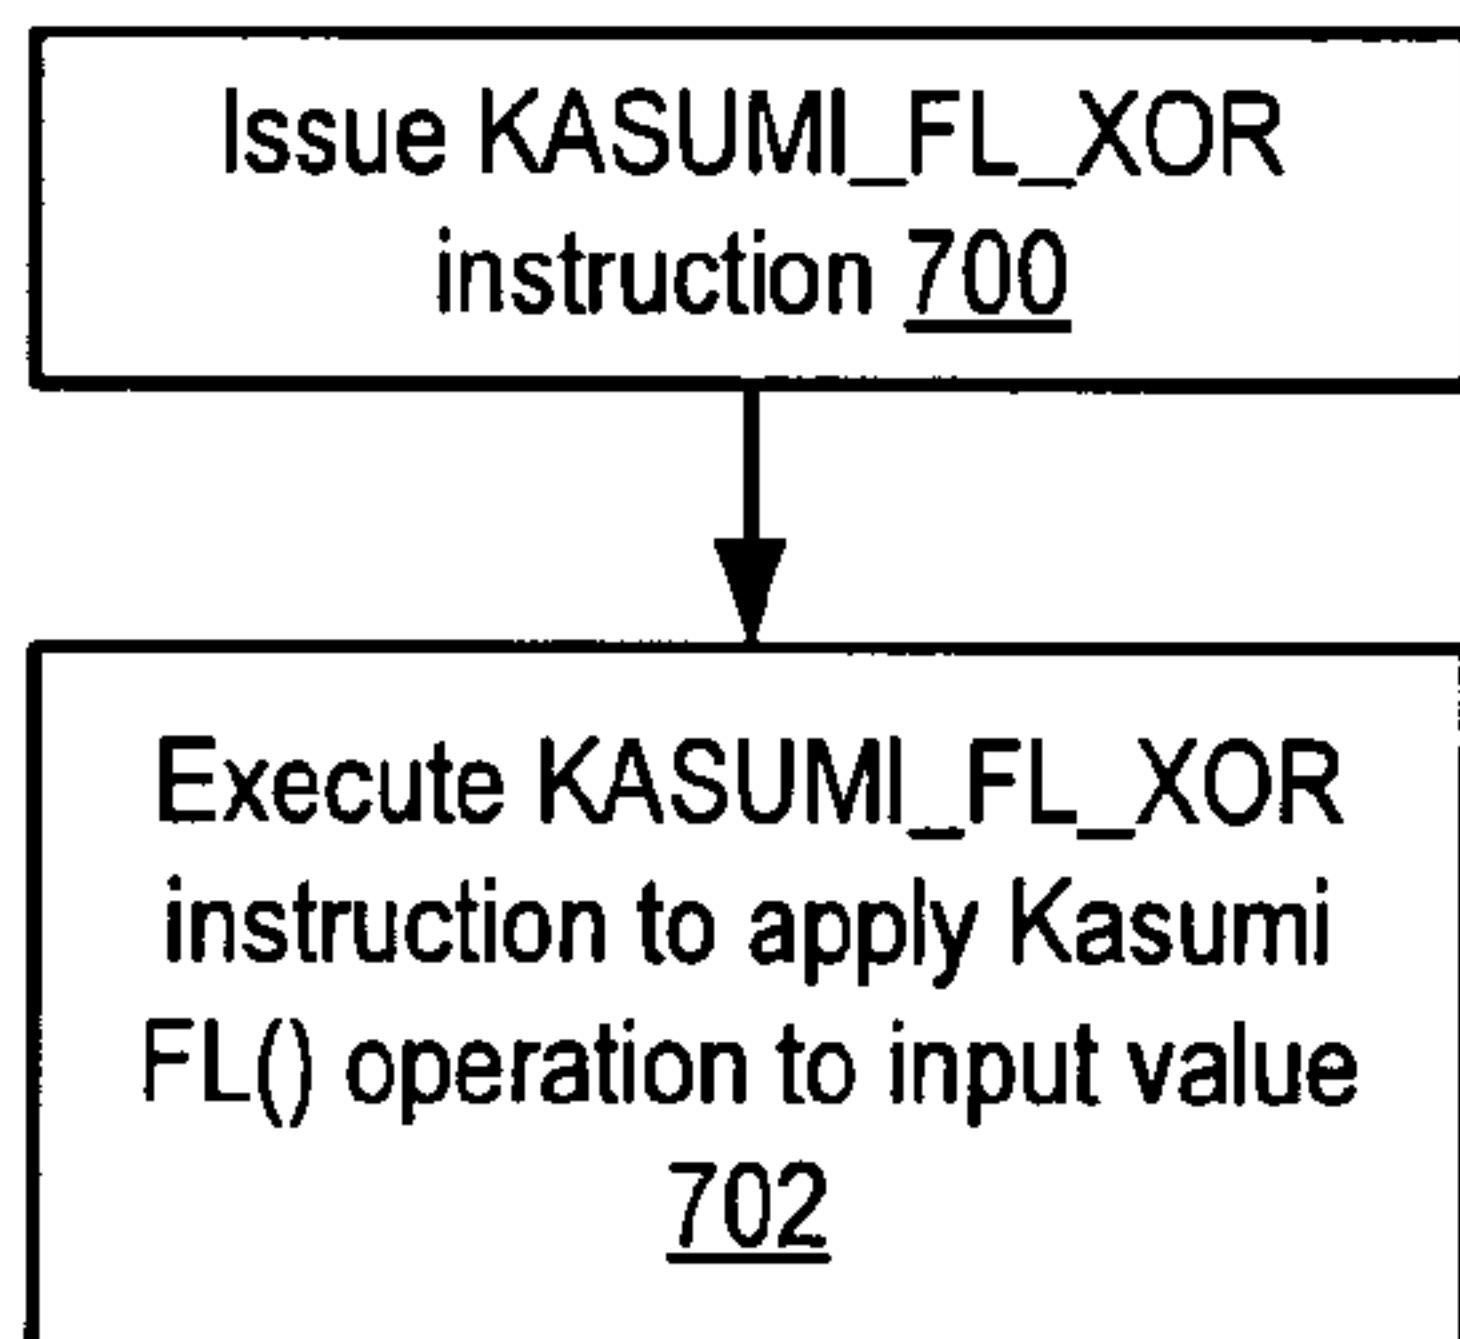 Issue KASUMI_FL_XOR
instruction 700
Execute KASUMI_FL_XOR
instruction to apply Kasumi
FL() operation to input value
702